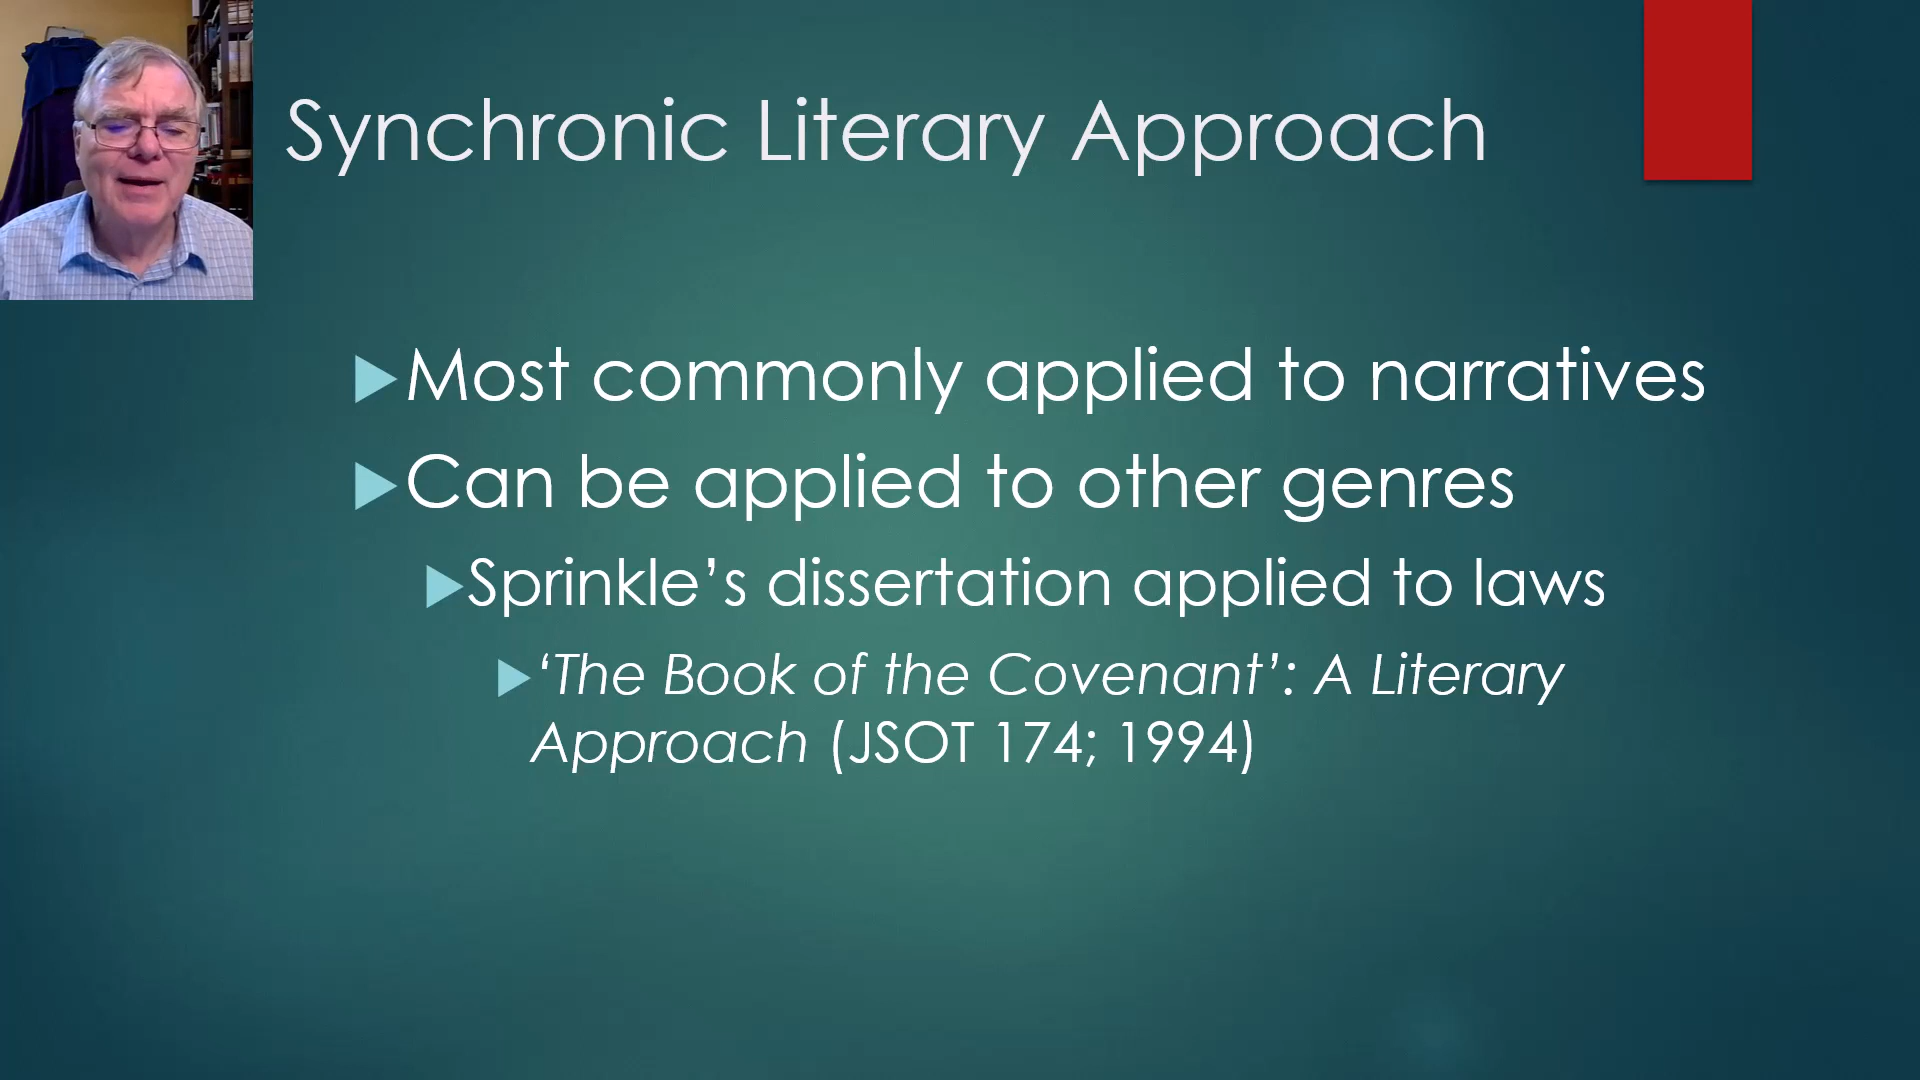 Synchronic Literary Approach
Most commonly applied to narratives
Can be applied to other genres
Sprinkle’s dissertation applied to laws
‘The Book of the Covenant’: A Literary
Approach (JSOT 174; 1994)